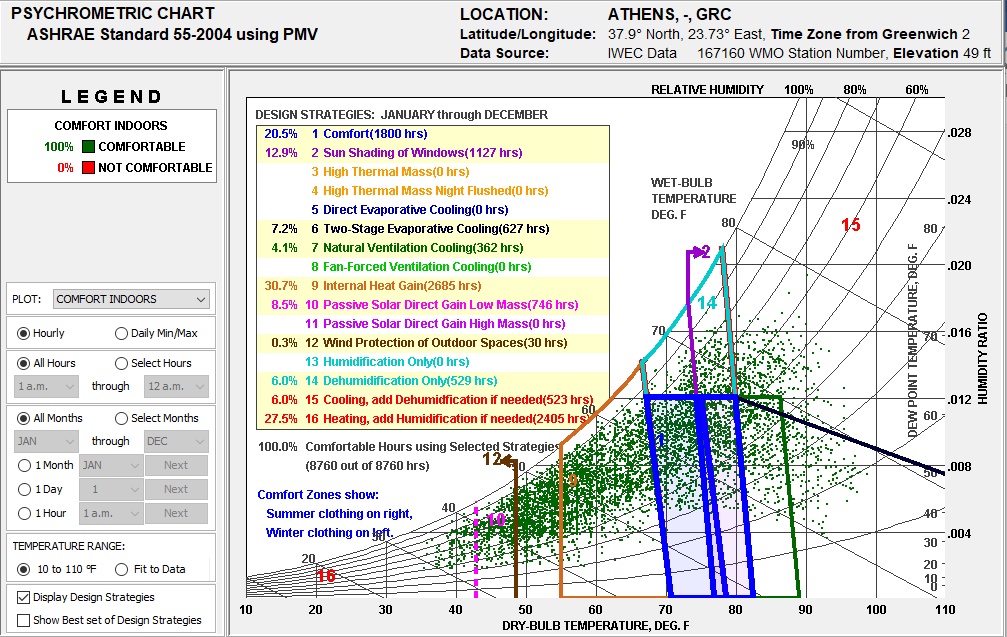 PSYCHROMETRIC CHART
ASHRAE Standard 55-2004 using PMV
LOCATION: ATHENS, -, GRC
Latitude/Longitude: 37.9° North, 23.73° East, Time Zone from Greenwich 2
Data Source: IWEC Data 167160 WMO Station Number, Elevation 49 ft
LEGEND
COMFORT INDOORS
100% COMFORTABLE
0% NOT COMFORTABLE
PLOT: COMFORT INDOORS
Hourly Daily Min/Max
All Hours Select Hours
1 a.m. through 12 a.m.
All Months Select Months
JAN through DEC
1 Month JAN Next
1 Day 1 Next
1 Hour 1 a.m. Next
TEMPERATURE RANGE:
10 to 110 °F Fit to Data
Display Design Strategies
Show Best set of Design Strategies
RELATIVE HUMIDITY 100% 80% 60%
90%
DESIGN STRATEGIES: JANUARY through DECEMBER
20.5% 1 Comfort(1800 hrs)
12.9% 2 Sun Shading of Windows(1127 hrs)
3 High Thermal Mass(0 hrs)
4 High Thermal Mass Night Flushed(0 hrs)
5 Direct Evaporative Cooling(0 hrs)
7.2% 6 Two-Stage Evaporative Cooling(627 hrs)
4.1% 7 Natural Ventilation Cooling(362 hrs)
8 Fan-Forced Ventilation Cooling(0 hrs)
30.7% 9 Internal Heat Gain(2685 hrs)
8.5% 10 Passive Solar Direct Gain Low Mass(746 hrs)
11 Passive Solar Direct Gain High Mass(0 hrs)
0.3% 12 Wind Protection of Outdoor Spaces(30 hrs)
13 Humidification Only(0 hrs)
6.0% 14 Dehumidification Only(529 hrs)
6.0% 15 Cooling, add Dehumidification if needed(523 hrs)
27.5% 16 Heating, add Humidification if needed(2405 hrs)
100.0% Comfortable Hours using Selected Strategies
(8760 out of 8760 hrs)
Comfort Zones show:
Summer clothing on right,
Winter clothing on left.
WET-BULB
TEMPERATURE
DEG. F
20
30
40
50
60
70
80
2
14
15
1
9
12
10
16
DEW POINT TEMPERATURE, DEG. F
80
70
60
50
40
30
20
10
0
HUMIDITY RATIO
.028
.024
.020
.016
.012
.008
.004
10 20 30 40 50 60 70 80 90 100 110
DRY-BULB TEMPERATURE, DEG. F